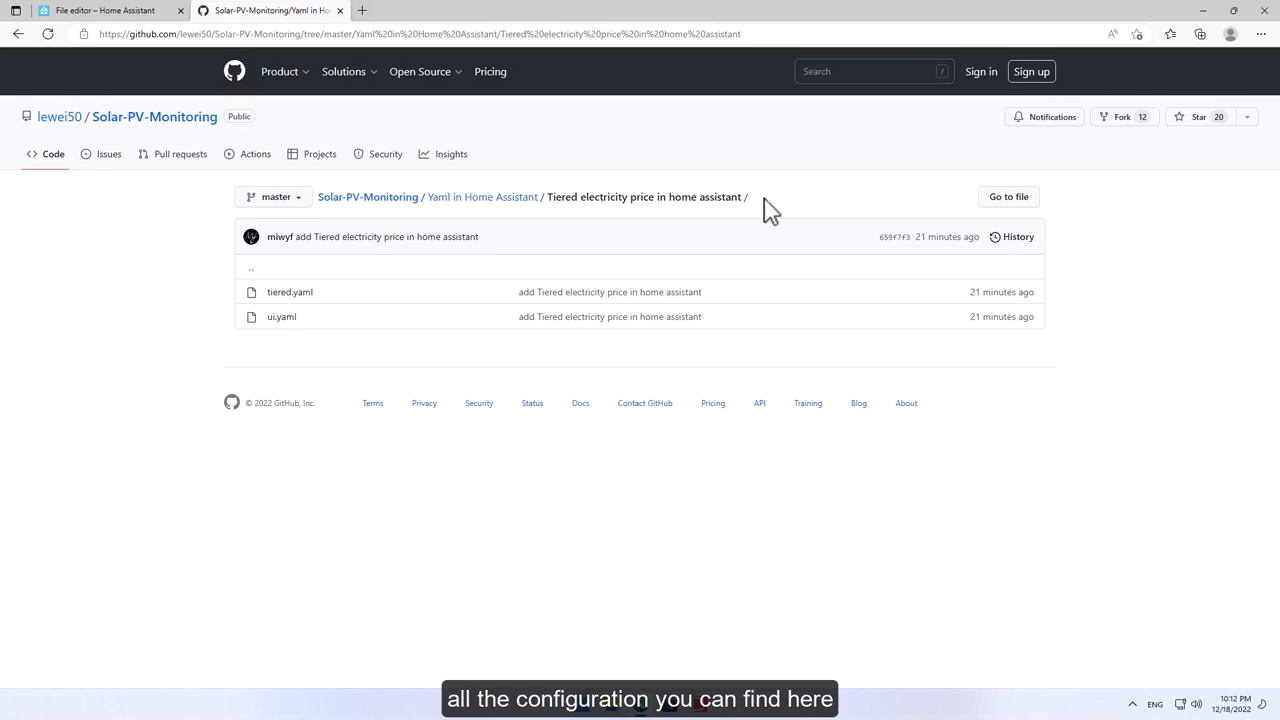 File editor – Home Assistant
Solar-PV-Monitoring/Yaml in Ho
https://github.com/lewei50/Solar-PV-Monitoring/tree/master/Yaml%20in%20Home%20Assistant/Tiered%20electricity%20price%20in%20home%20assistant
Product Solutions Open Source Pricing Search / Sign in Sign up
lewei50 / Solar-PV-Monitoring Public Notifications Fork 12 Star 20
Code Issues Pull requests Actions Projects Security Insights
master Solar-PV-Monitoring / Yaml in Home Assistant / Tiered electricity price in home assistant / Go to file
miwyf add Tiered electricity price in home assistant 659f7f3 21 minutes ago History
..
tiered.yaml add Tiered electricity price in home assistant 21 minutes ago
ui.yaml add Tiered electricity price in home assistant 21 minutes ago
© 2022 GitHub, Inc. Terms Privacy Security Status Docs Contact GitHub Pricing API Training Blog About
all the configuration you can find here
ENG
10:12 PM
12/18/2022